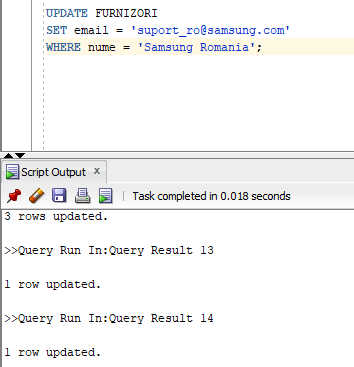 UPDATE FURNIZORI
SET email = 'suport_ro@samsung.com'
WHERE nume = 'Samsung Romania';
Script Output x
Task completed in 0.018 seconds
3 rows updated.
>>Query Run In:Query Result 13
1 row updated.
>>Query Run In:Query Result 14
1 row updated.